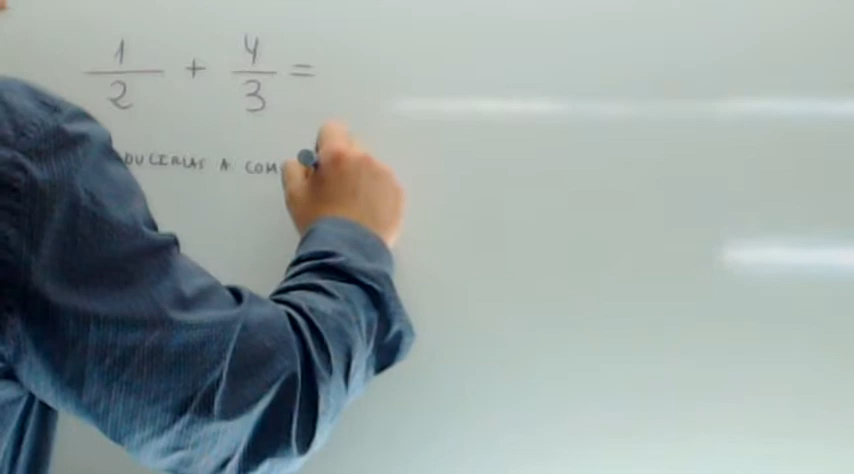 1/2 + 4/3 =
DUCIRLAS A COM